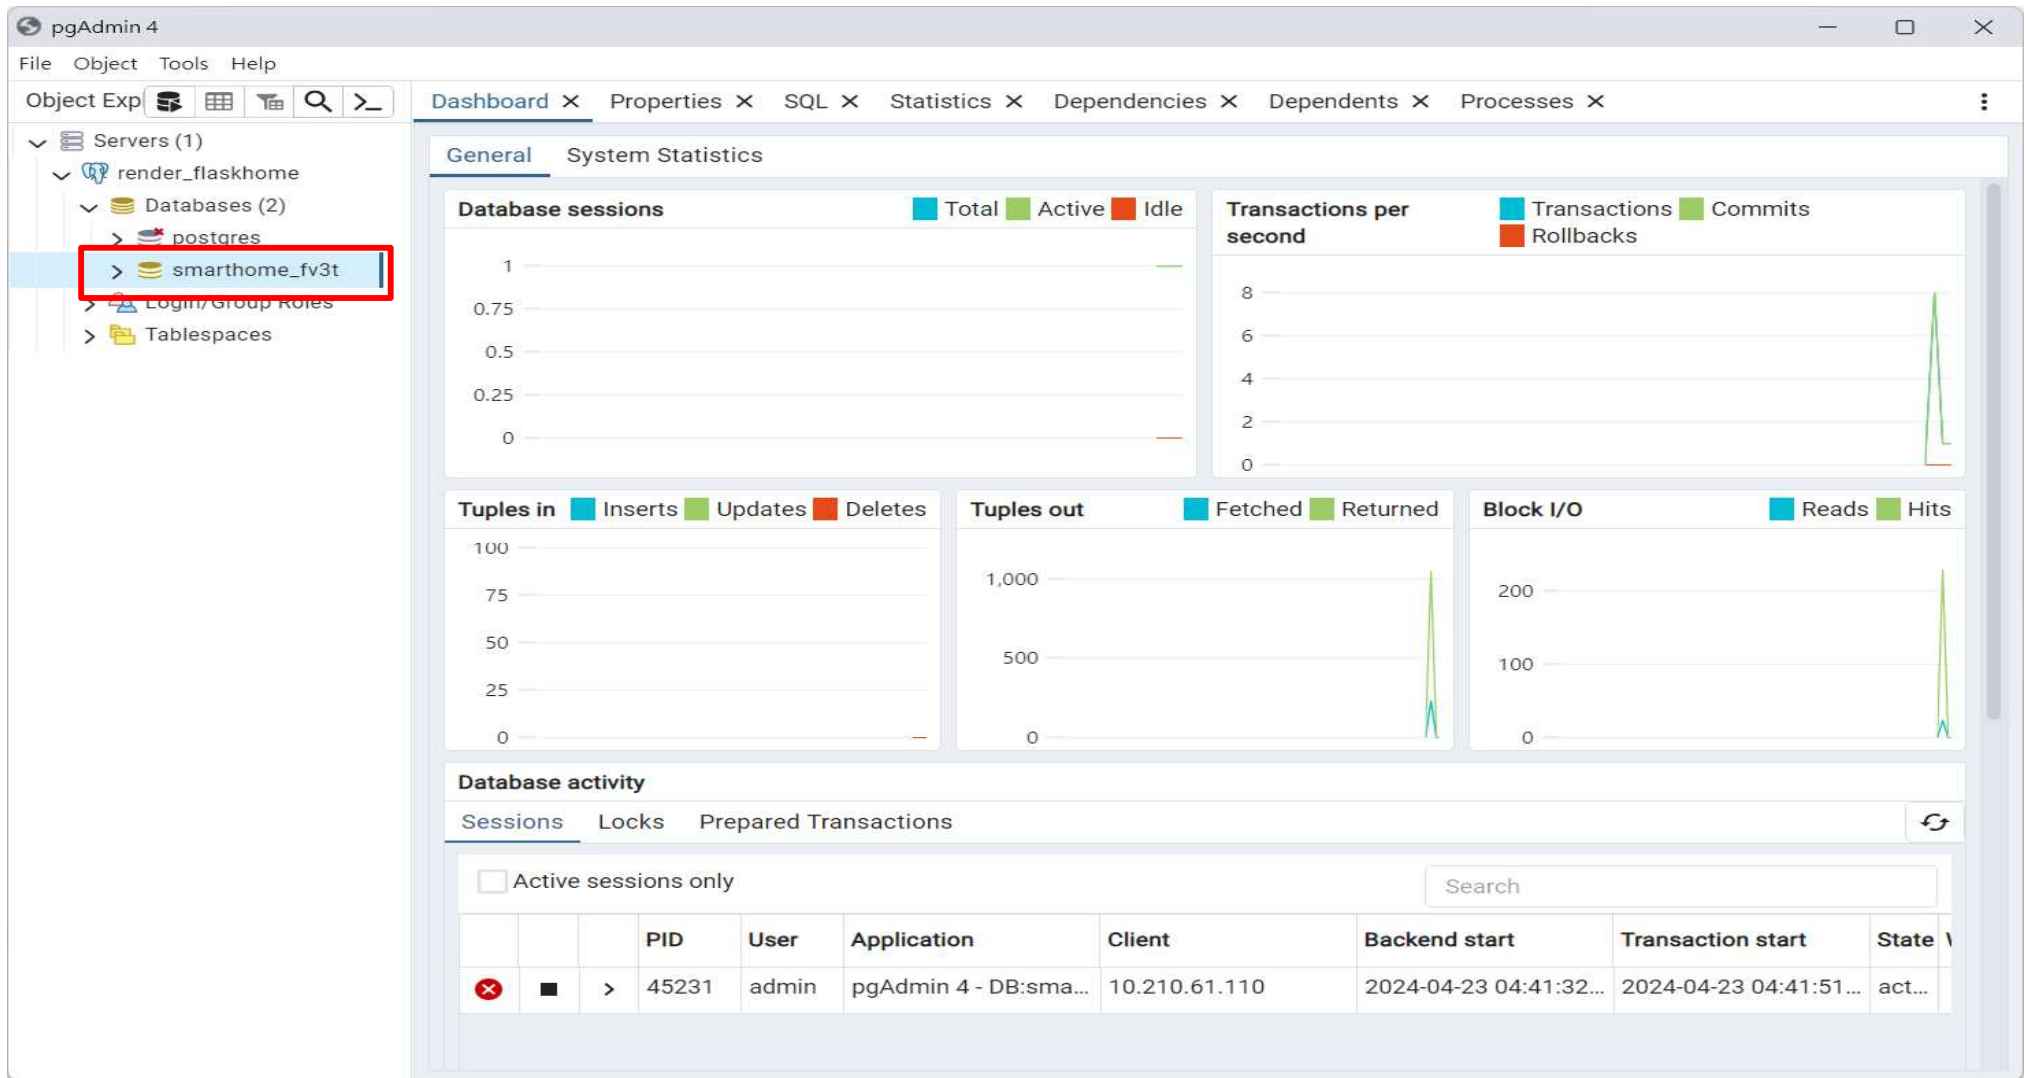 pgAdmin 4
File Object Tools Help
Object Exp
Dashboard Properties SQL Statistics Dependencies Dependents Processes
Servers (1)
render_flaskhome
Databases (2)
postgres
smarthome_fv3t
Login/Group Roles
Tablespaces
General System Statistics
Database sessions Total Active Idle
1
0.75
0.5
0.25
0
Transactions per second Transactions Commits Rollbacks
8
6
4
2
0
Tuples in Inserts Updates Deletes
100
75
50
25
0
Tuples out Fetched Returned
1,000
500
0
Block I/O Reads Hits
200
100
0
Database activity
Sessions Locks Prepared Transactions
Active sessions only Search
PID User Application Client Backend start Transaction start State
45231 admin pgAdmin 4 - DB:sma... 10.210.61.110 2024-04-23 04:41:32... 2024-04-23 04:41:51... act...